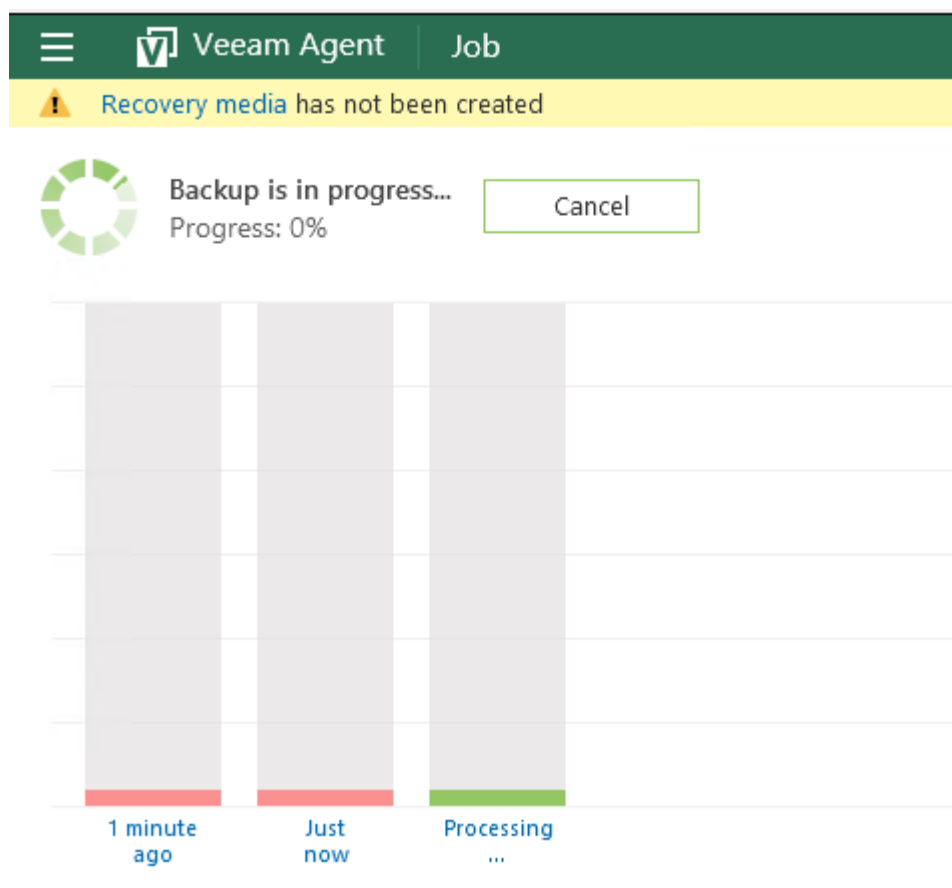 Veeam Agent Job
Recovery media has not been created
Backup is in progress...
Progress: 0%
Cancel
1 minute
ago
Just
now
Processing
...